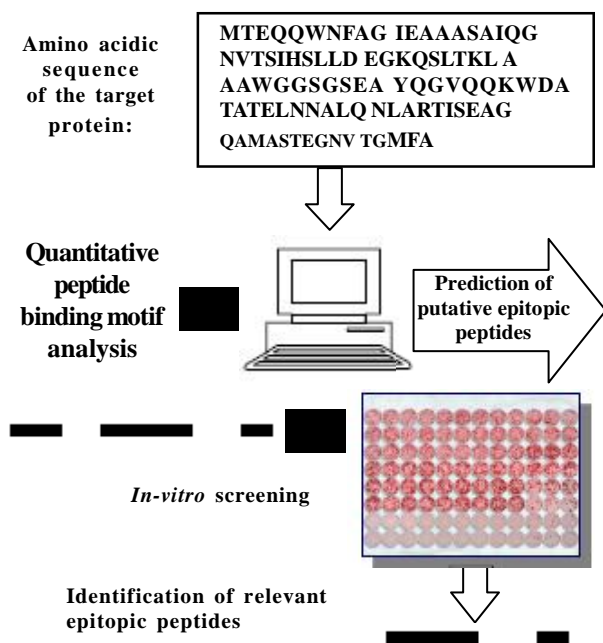 Amino acidic
sequence
of the target
protein:
MTEQQWNFAG IEAAASAIQG
NVTSIHSLLD EGKQSLTKL A
AAWGGSGSEA YQGVQQKWDA
TATELNNALQ NLARTISEAG
QAMASTEGNV TGMFA
Quantitative
peptide
binding motif
analysis
Prediction of
putative epitopic
peptides
In-vitro screening
Identification of relevant
epitopic peptides